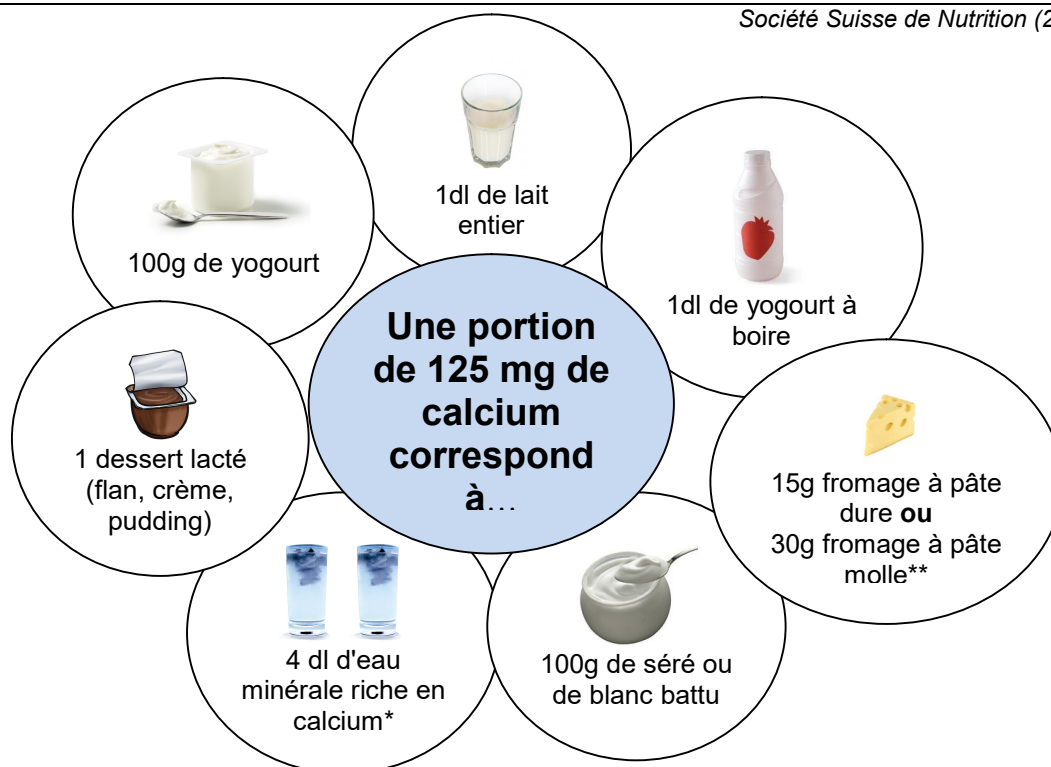 Société Suisse de Nutrition (2
1dl de lait
entier
100g de yogourt
1dl de yogourt à
boire
Une portion
de 125 mg de
calcium
correspond
à...
1 dessert lacté
(flan, crème,
pudding)
15g fromage à pâte
dure ou
30g fromage à pâte
molle**
4 dl d'eau
minérale riche en
calcium*
100g de séré ou
de blanc battu